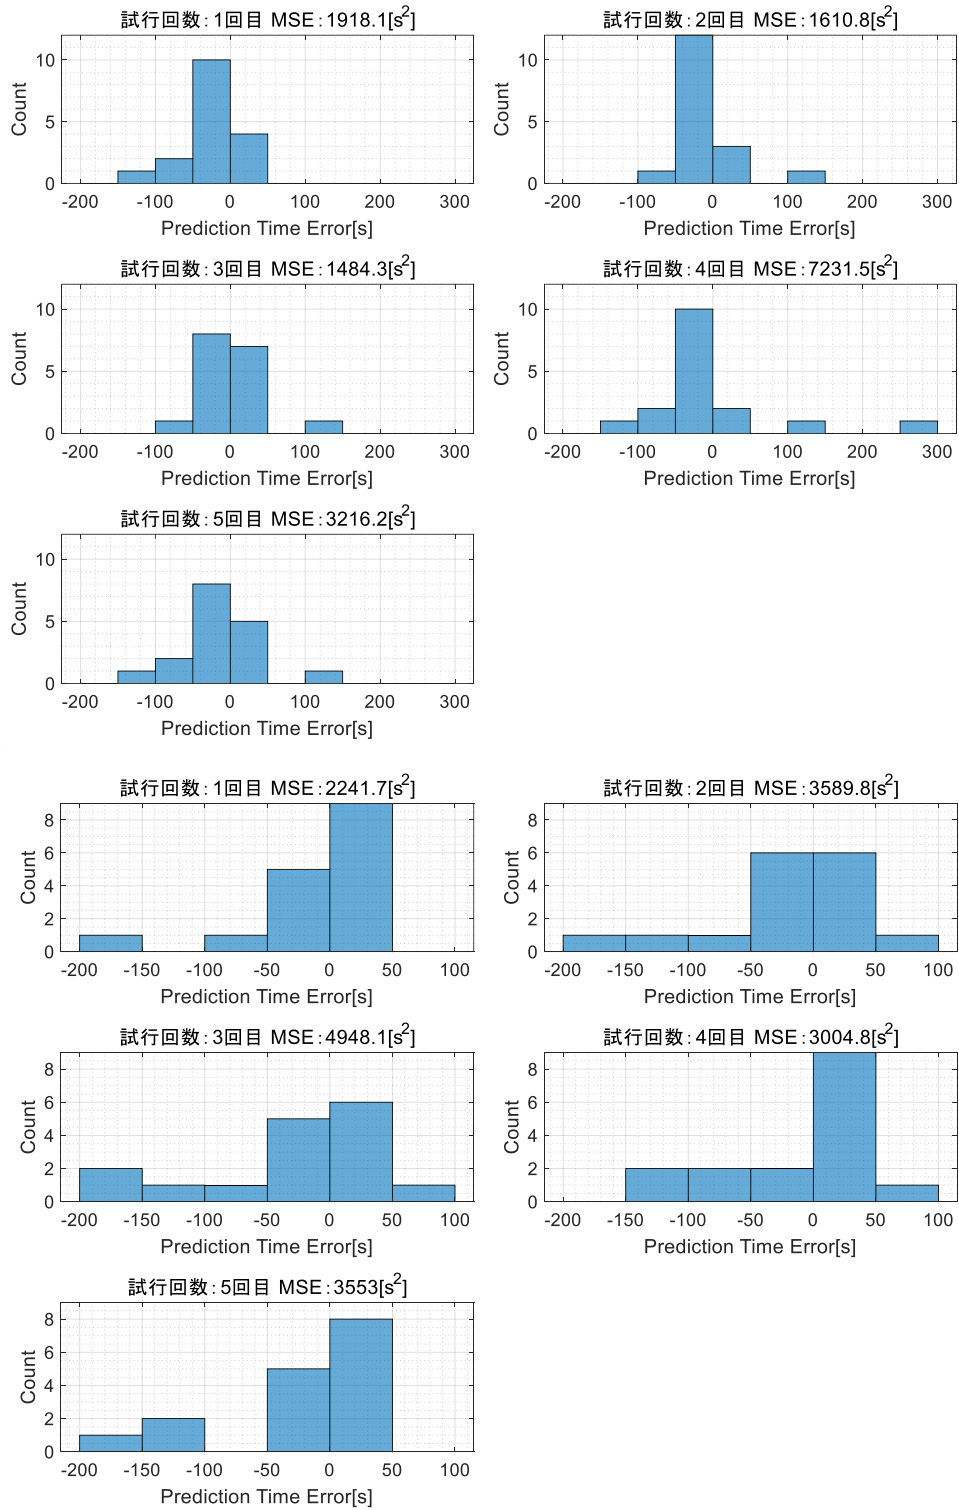 試行回数：1回目 MSE：1918.1[s²]
10
5
0
Count
-200 -100 0 100 200 300
Prediction Time Error[s]
試行回数：2回目 MSE：1610.8[s²]
10
5
0
Count
-200 -100 0 100 200 300
Prediction Time Error[s]
試行回数：3回目 MSE：1484.3[s²]
10
5
0
Count
-200 -100 0 100 200 300
Prediction Time Error[s]
試行回数：4回目 MSE：7231.5[s²]
10
5
0
Count
-200 -100 0 100 200 300
Prediction Time Error[s]
試行回数：5回目 MSE：3216.2[s²]
10
5
0
Count
-200 -100 0 100 200 300
Prediction Time Error[s]
試行回数：1回目 MSE：2241.7[s²]
8
6
4
2
0
Count
-200 -150 -100 -50 0 50 100
Prediction Time Error[s]
試行回数：2回目 MSE：3589.8[s²]
8
6
4
2
0
Count
-200 -150 -100 -50 0 50 100
Prediction Time Error[s]
試行回数：3回目 MSE：4948.1[s²]
8
6
4
2
0
Count
-200 -150 -100 -50 0 50 100
Prediction Time Error[s]
試行回数：4回目 MSE：3004.8[s²]
8
6
4
2
0
Count
-200 -150 -100 -50 0 50 100
Prediction Time Error[s]
試行回数：5回目 MSE：3553[s²]
8
6
4
2
0
Count
-200 -150 -100 -50 0 50 100
Prediction Time Error[s]